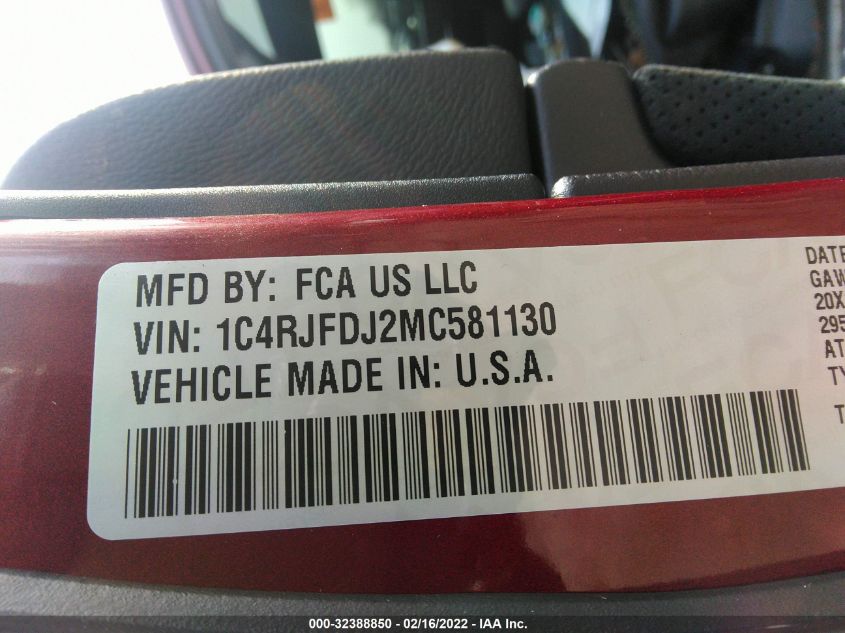 MFD BY: FCA US LLC
VIN: 1C4RJFDJ2MC581130
VEHICLE MADE IN: U.S.A.
DATE
GAW
20X
295
AT
TY
T
000-32388850 - 02/16/2022 - IAA Inc.